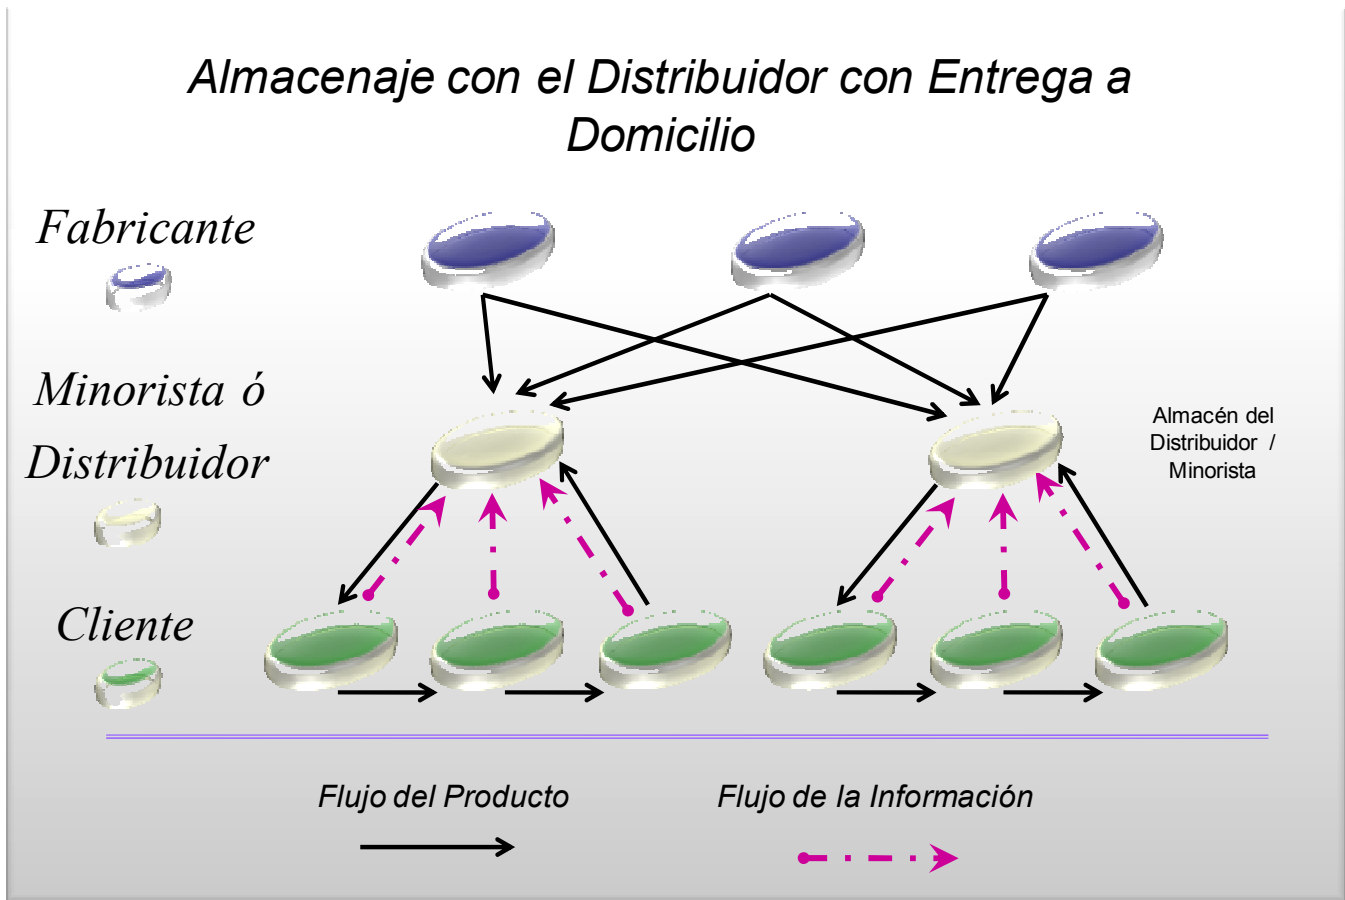 Almacenaje con el Distribuidor con Entrega a
Domicilio
Fabricante
Minorista ó
Distribuidor
Almacén del
Distribuidor /
Minorista
Cliente
Flujo del Producto
Flujo de la Información